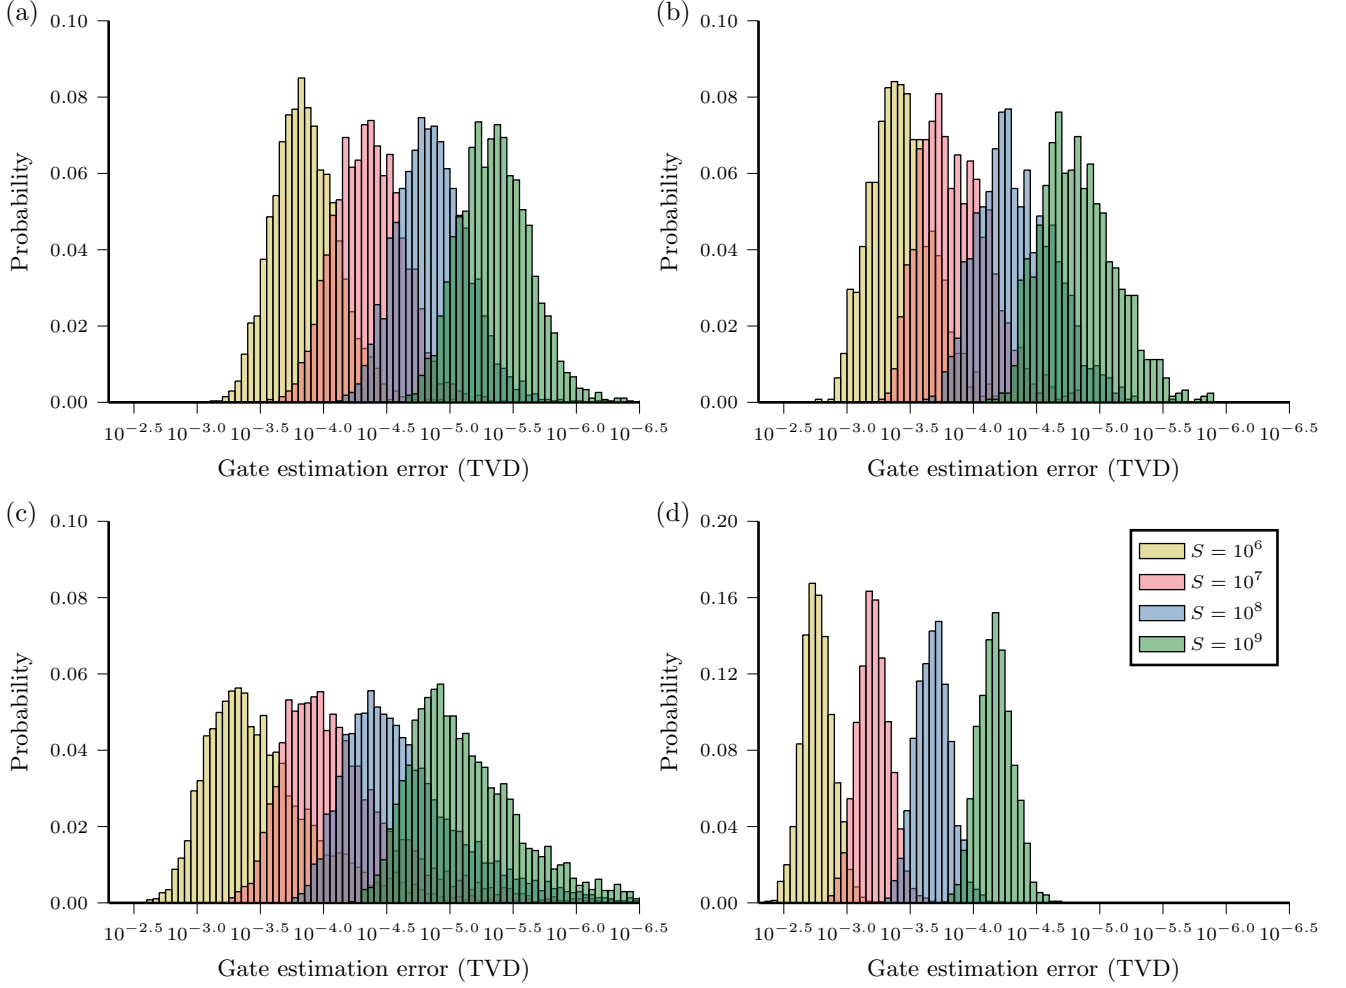 (a)
0.10
0.08
0.06
0.04
0.02
0.00
Probability
10^−2.5 10^−3.0 10^−3.5 10^−4.0 10^−4.5 10^−5.0 10^−5.5 10^−6.0 10^−6.5
Gate estimation error (TVD)
(b)
0.10
0.08
0.06
0.04
0.02
0.00
Probability
10^−2.5 10^−3.0 10^−3.5 10^−4.0 10^−4.5 10^−5.0 10^−5.5 10^−6.0 10^−6.5
Gate estimation error (TVD)
(c)
0.10
0.08
0.06
0.04
0.02
0.00
Probability
10^−2.5 10^−3.0 10^−3.5 10^−4.0 10^−4.5 10^−5.0 10^−5.5 10^−6.0 10^−6.5
Gate estimation error (TVD)
(d)
0.20
0.16
0.12
0.08
0.04
0.00
Probability
10^−2.5 10^−3.0 10^−3.5 10^−4.0 10^−4.5 10^−5.0 10^−5.5 10^−6.0 10^−6.5
Gate estimation error (TVD)
S = 10^6
S = 10^7
S = 10^8
S = 10^9